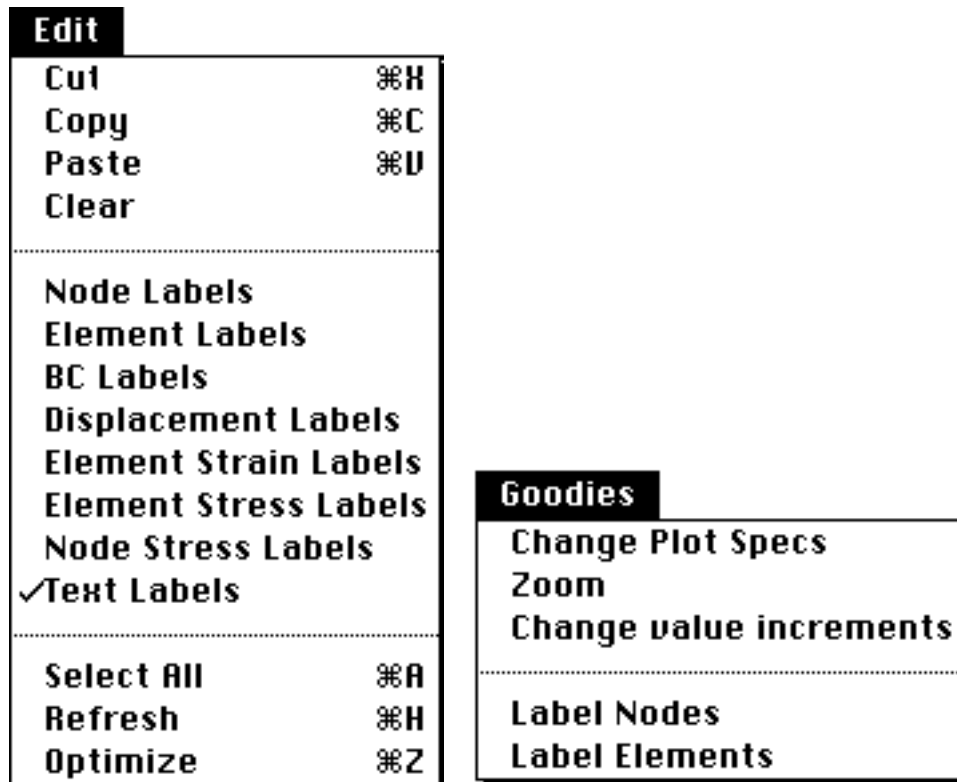 Edit
Cut ⌘X
Copy ⌘C
Paste ⌘V
Clear
Node Labels
Element Labels
BC Labels
Displacement Labels
Element Strain Labels
Element Stress Labels
Node Stress Labels
✓Text Labels
Select All ⌘A
Refresh ⌘H
Optimize ⌘Z
Goodies
Change Plot Specs
Zoom
Change value increments
Label Nodes
Label Elements